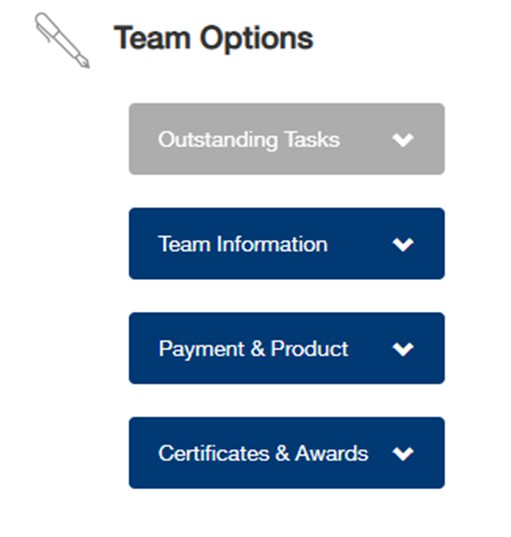 Team Options
Outstanding Tasks
Team Information
Payment & Product
Certificates & Awards